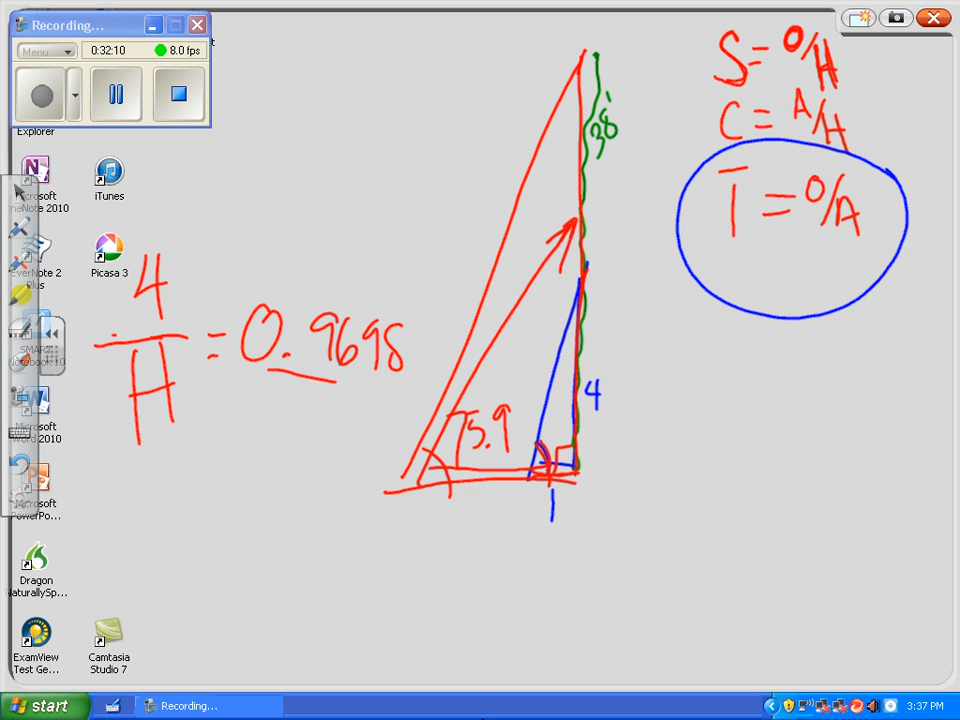 Recording...
Menu
0:32:10
8.0 fps
Explorer
Microsoft
OneNote 2010
iTunes
EverNote 2
Plus
Picasa 3
SMART
Notebook 10
Microsoft
Word 2010
Microsoft
PowerPo...
Dragon
NaturallySp...
ExamView
Test Ge...
Camtasia
Studio 7
S = O/H
C = A/H
T = O/A
38'
4
H
= 0.9698
75.9
4
1
start
Recording...
3:37 PM